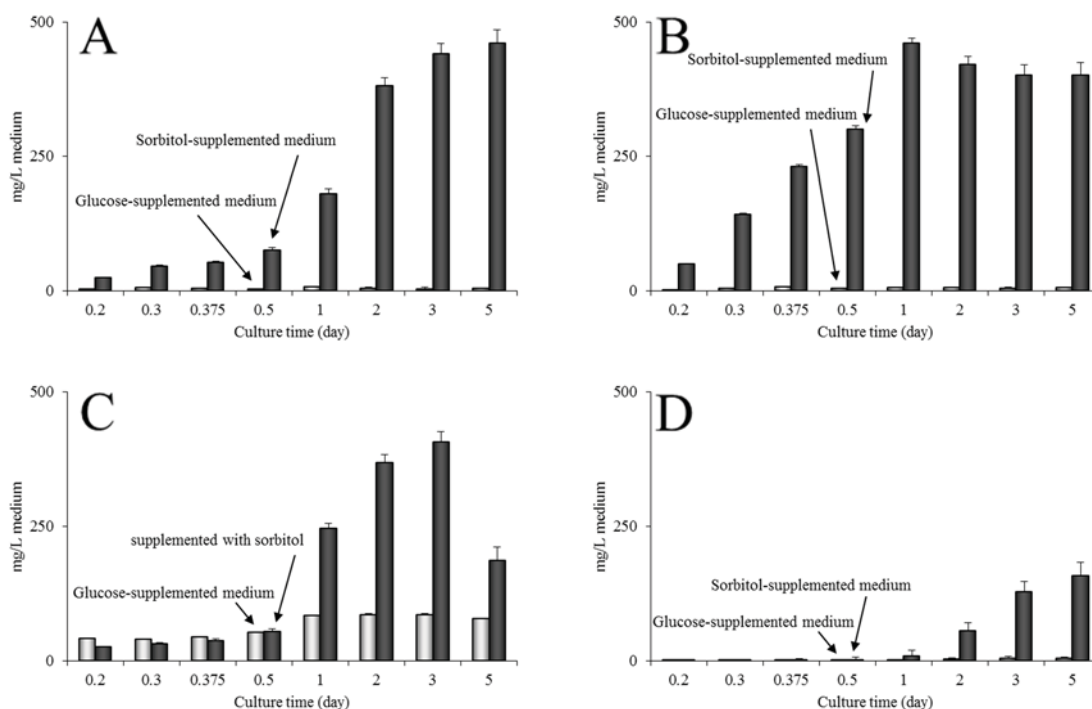 A
500
250
0
mg/L medium
Sorbitol-supplemented medium
Glucose-supplemented medium
0.2 0.3 0.375 0.5 1 2 3 5
Culture time (day)
B
500
250
0
mg/L medium
Sorbitol-supplemented medium
Glucose-supplemented medium
0.2 0.3 0.375 0.5 1 2 3 5
Culture time (day)
C
500
250
0
mg/L medium
supplemented with sorbitol
Glucose-supplemented medium
0.2 0.3 0.375 0.5 1 2 3 5
Culture time (day)
D
500
250
0
mg/L medium
Sorbitol-supplemented medium
Glucose-supplemented medium
0.2 0.3 0.375 0.5 1 2 3 5
Culture time (day)